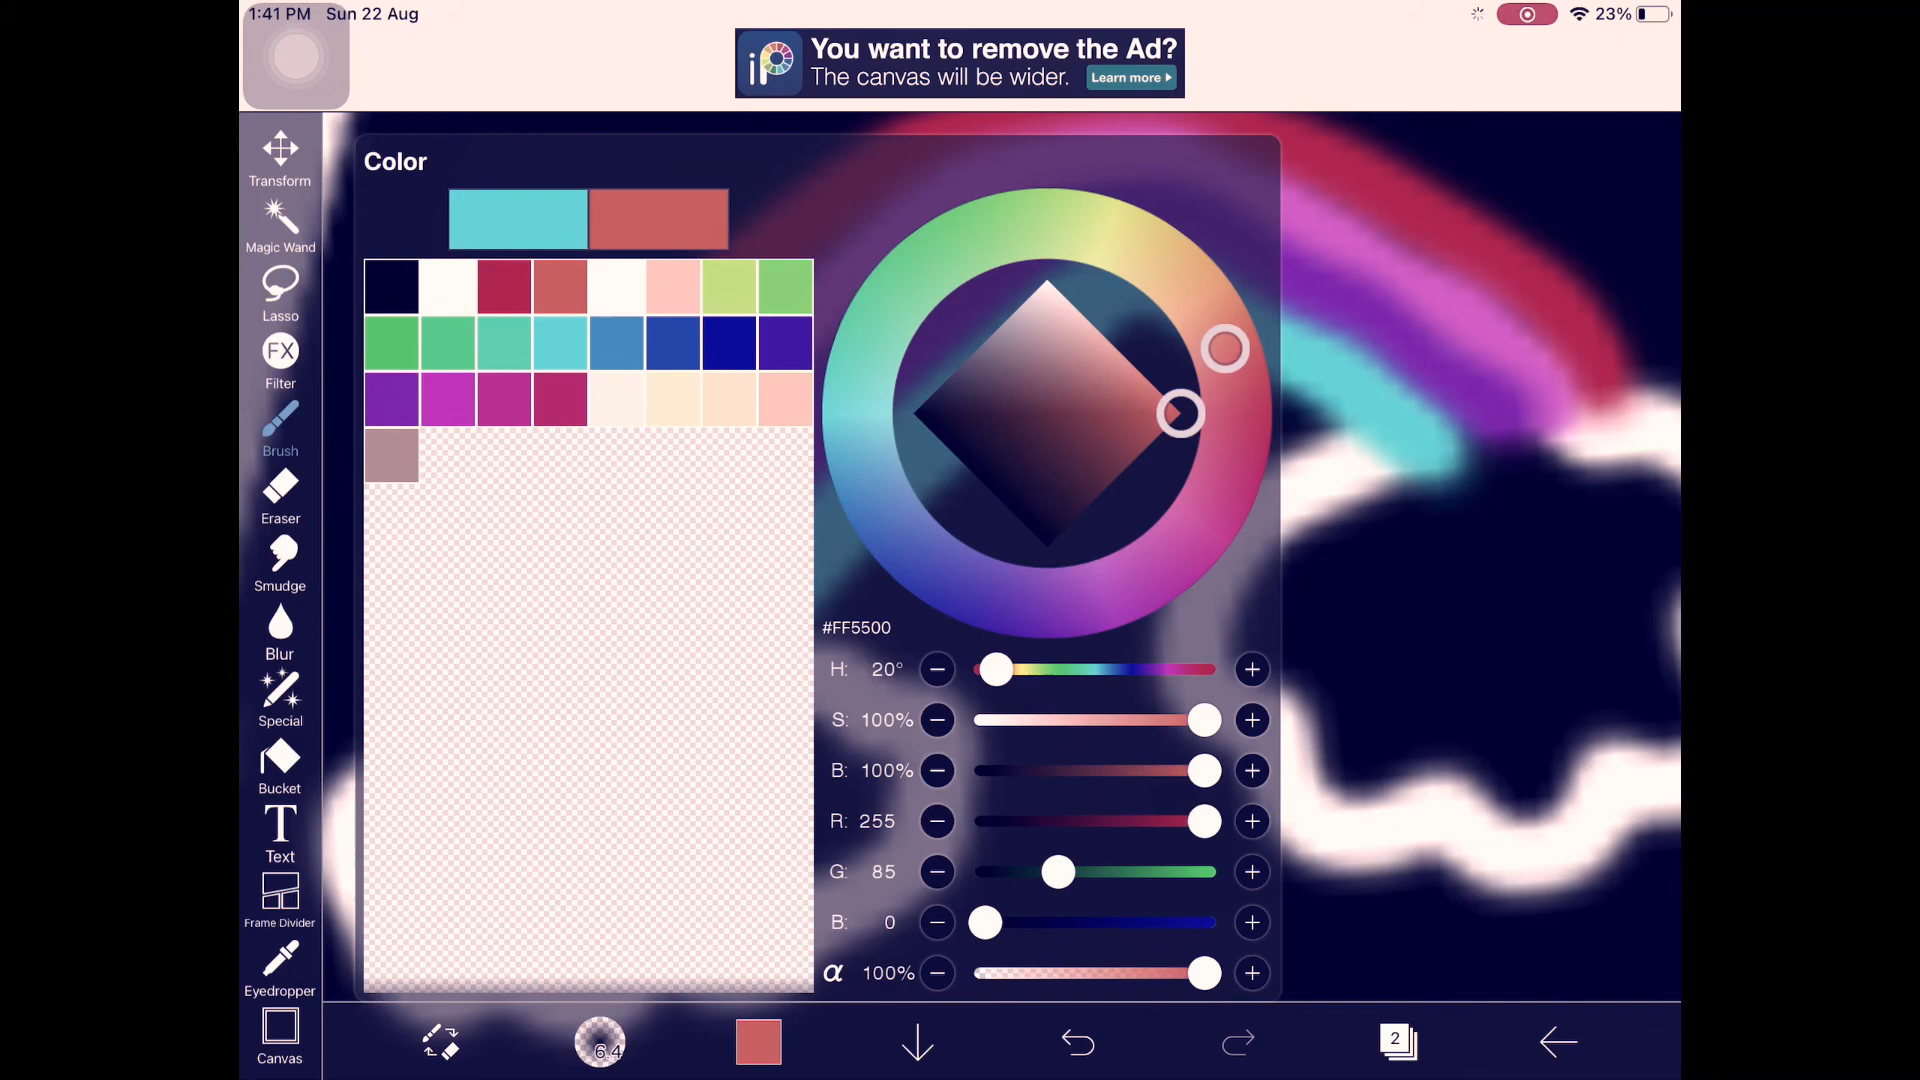 1:41 PM Sun 22 Aug
23%
iP
You want to remove the Ad?
The canvas will be wider.
Learn more
Transform
Magic Wand
Lasso
FX
Filter
Brush
Eraser
Smudge
Blur
Special
Bucket
T
Text
Frame Divider
Eyedropper
Canvas
Color
#FF5500
H: 20°
S: 100%
B: 100%
R: 255
G: 85
B: 0
α 100%
6.4
2